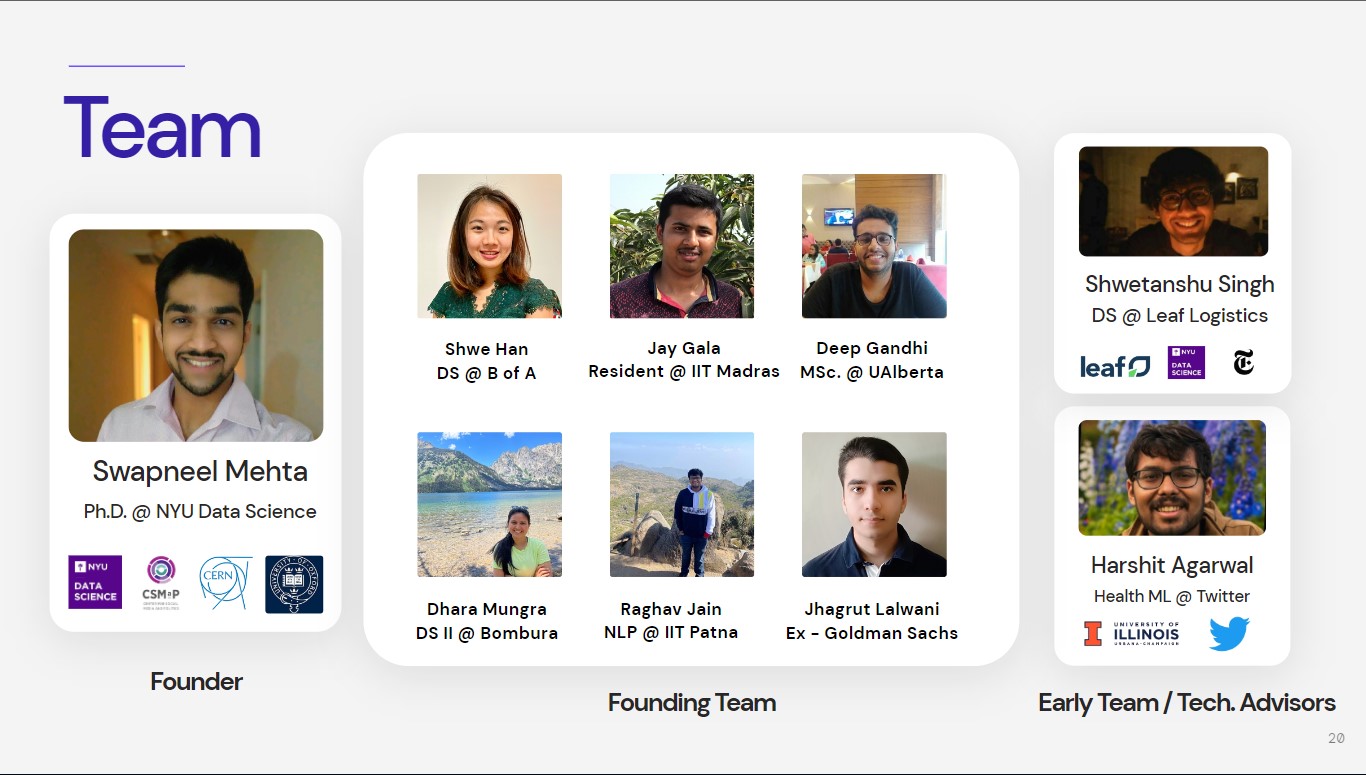 Team
Swapneel Mehta
Ph.D. @ NYU Data Science
NYU
DATA
SCIENCE
CSMaP
CERN
UNIVERSITY OF OXFORD
Founder
Shwe Han
DS @ B of A
Jay Gala
Resident @ IIT Madras
Deep Gandhi
MSc. @ UAlberta
Dhara Mungra
DS II @ Bombura
Raghav Jain
NLP @ IIT Patna
Jhagrut Lalwani
Ex - Goldman Sachs
Founding Team
Shwetanshu Singh
DS @ Leaf Logistics
leaf
NYU
DATA
SCIENCE
T
Harshit Agarwal
Health ML @ Twitter
I
UNIVERSITY OF
ILLINOIS
URBANA-CHAMPAIGN
Early Team / Tech. Advisors
20